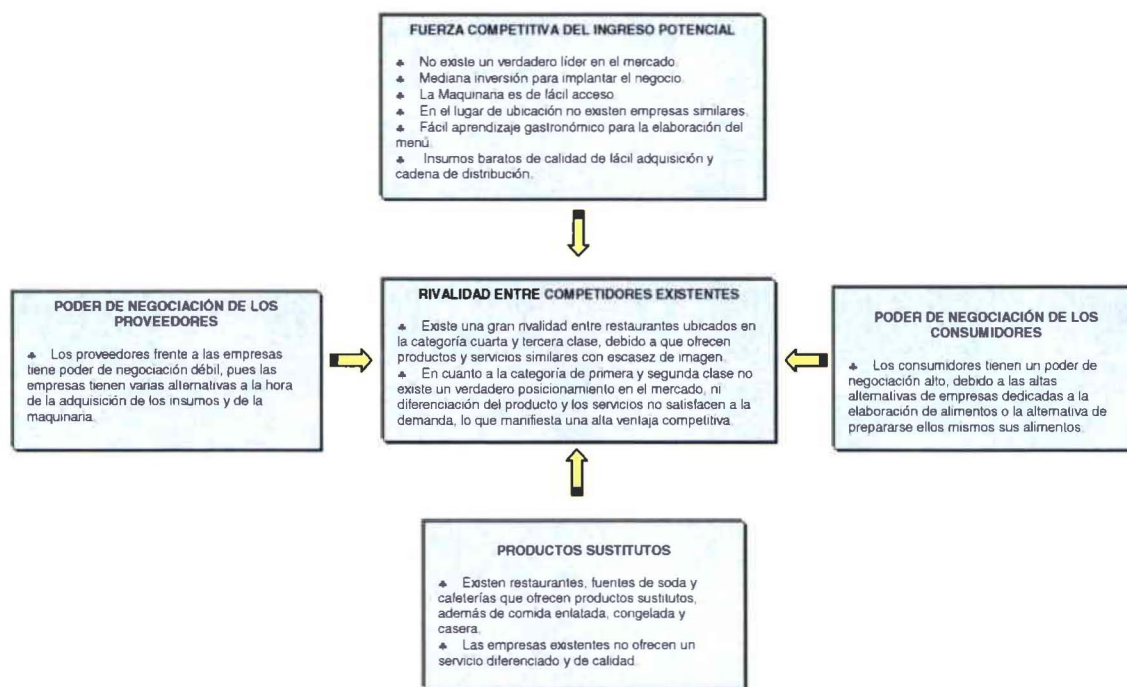 FUERZA COMPETITIVA DEL INGRESO POTENCIAL
♣ No existe un verdadero líder en el mercado.
♣ Mediana inversión para implantar el negocio.
♣ La Maquinaria es de fácil acceso
♣ En el lugar de ubicación no existen empresas similares.
♣ Fácil aprendizaje gastronómico para la elaboración del
menú.
♣ Insumos baratos de calidad de fácil adquisición y
cadena de distribución.
PODER DE NEGOCIACIÓN DE LOS
PROVEEDORES
♣ Los proveedores frente a las empresas
tiene poder de negociación débil, pues las
empresas tienen varias alternativas a la hora
de la adquisición de los insumos y de la
maquinaria.
RIVALIDAD ENTRE COMPETIDORES EXISTENTES
♣ Existe una gran rivalidad entre restaurantes ubicados en
la categoría cuarta y tercera clase, debido a que ofrecen
productos y servicios similares con escasez de imagen.
♣ En cuanto a la categoría de primera y segunda clase no
existe un verdadero posicionamiento en el mercado, ni
diferenciación del producto y los servicios no satisfacen a la
demanda, lo que manifiesta una alta ventaja competitiva.
PODER DE NEGOCIACIÓN DE LOS
CONSUMIDORES
♣ Los consumidores tienen un poder de
negociación alto, debido a las altas
alternativas de empresas dedicadas a la
elaboración de alimentos o la alternativa de
prepararse ellos mismos sus alimentos.
PRODUCTOS SUSTITUTOS
♣ Existen restaurantes, fuentes de soda y
cafeterías que ofrecen productos sustitutos,
además de comida enlatada, congelada y
casera.
♣ Las empresas existentes no ofrecen un
servicio diferenciado y de calidad.